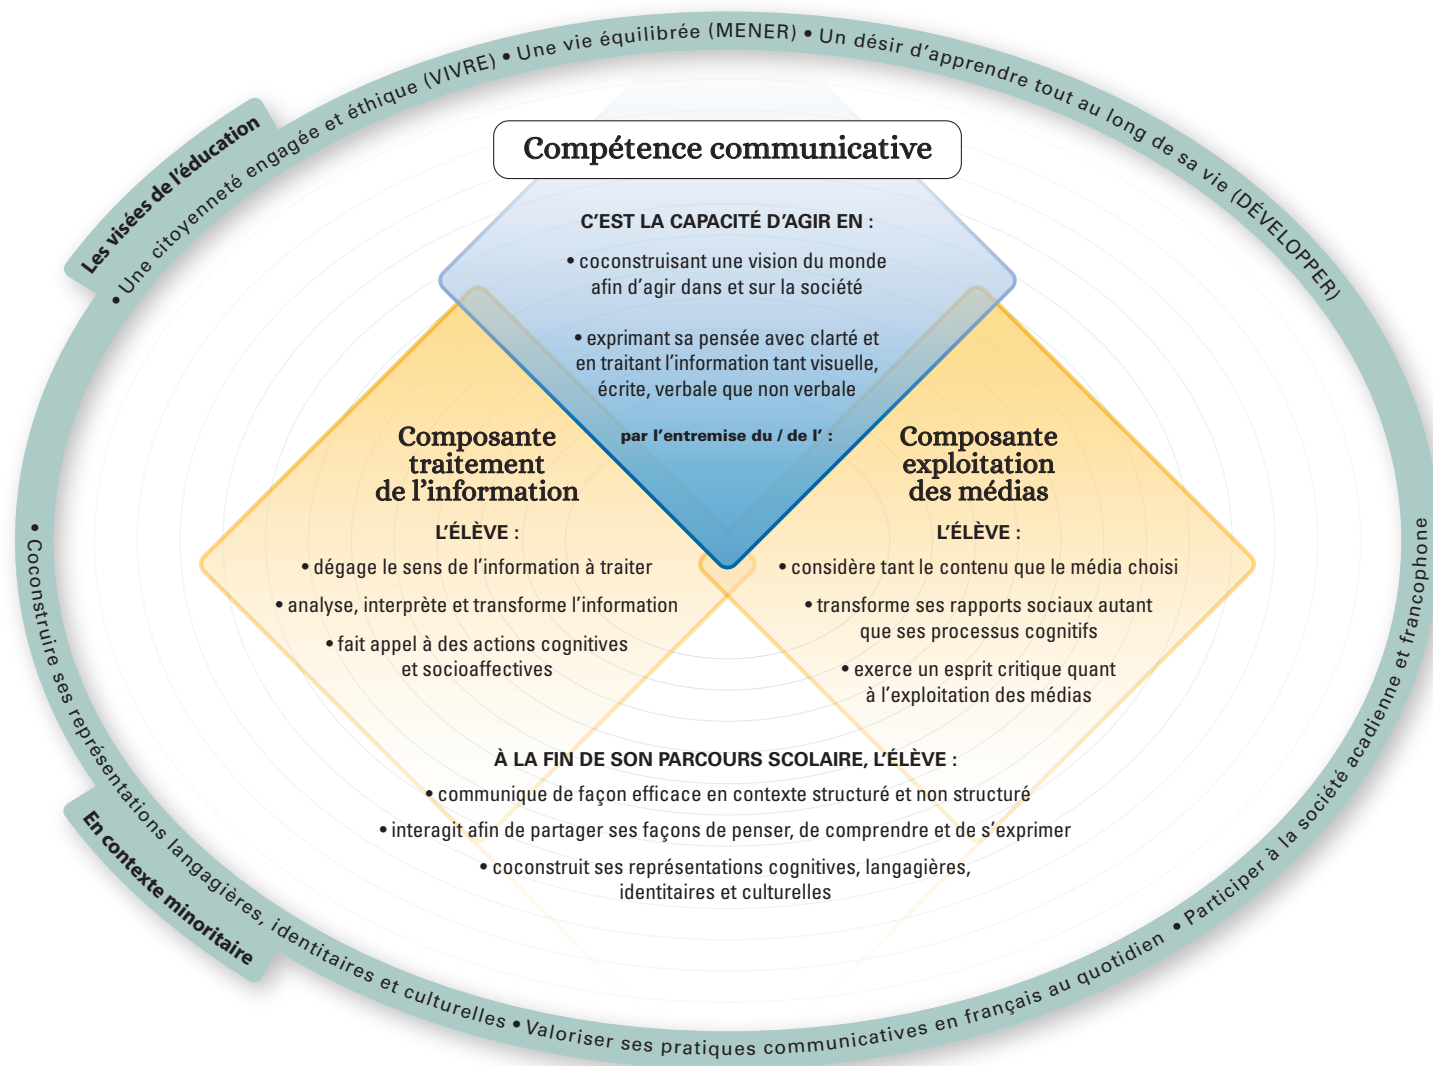 Les visées de l'éducation
• Une citoyenneté engagée et éthique (VIVRE) • Une vie équilibrée (MENER) • Un désir d'apprendre tout au long de sa vie (DÉVELOPPER)
Compétence communicative
C'EST LA CAPACITÉ D'AGIR EN :
• coconstruisant une vision du monde
afin d'agir dans et sur la société
• exprimant sa pensée avec clarté et
en traitant l'information tant visuelle,
écrite, verbale que non verbale
par l'entremise du / de l' :
Composante
traitement
de l'information
L'ÉLÈVE :
• dégage le sens de l'information à traiter
• analyse, interprète et transforme l'information
• fait appel à des actions cognitives
et socioaffectives
Composante
exploitation
des médias
L'ÉLÈVE :
• considère tant le contenu que le média choisi
• transforme ses rapports sociaux autant
que ses processus cognitifs
• exerce un esprit critique quant
à l'exploitation des médias
À LA FIN DE SON PARCOURS SCOLAIRE, L'ÉLÈVE :
• communique de façon efficace en contexte structuré et non structuré
• interagit afin de partager ses façons de penser, de comprendre et de s'exprimer
• coconstruit ses représentations cognitives, langagières,
identitaires et culturelles
En contexte minoritaire
• Coconstruire ses représentations langagières, identitaires et culturelles • Valoriser ses pratiques communicatives en français au quotidien • Participer à la société acadienne et francophone